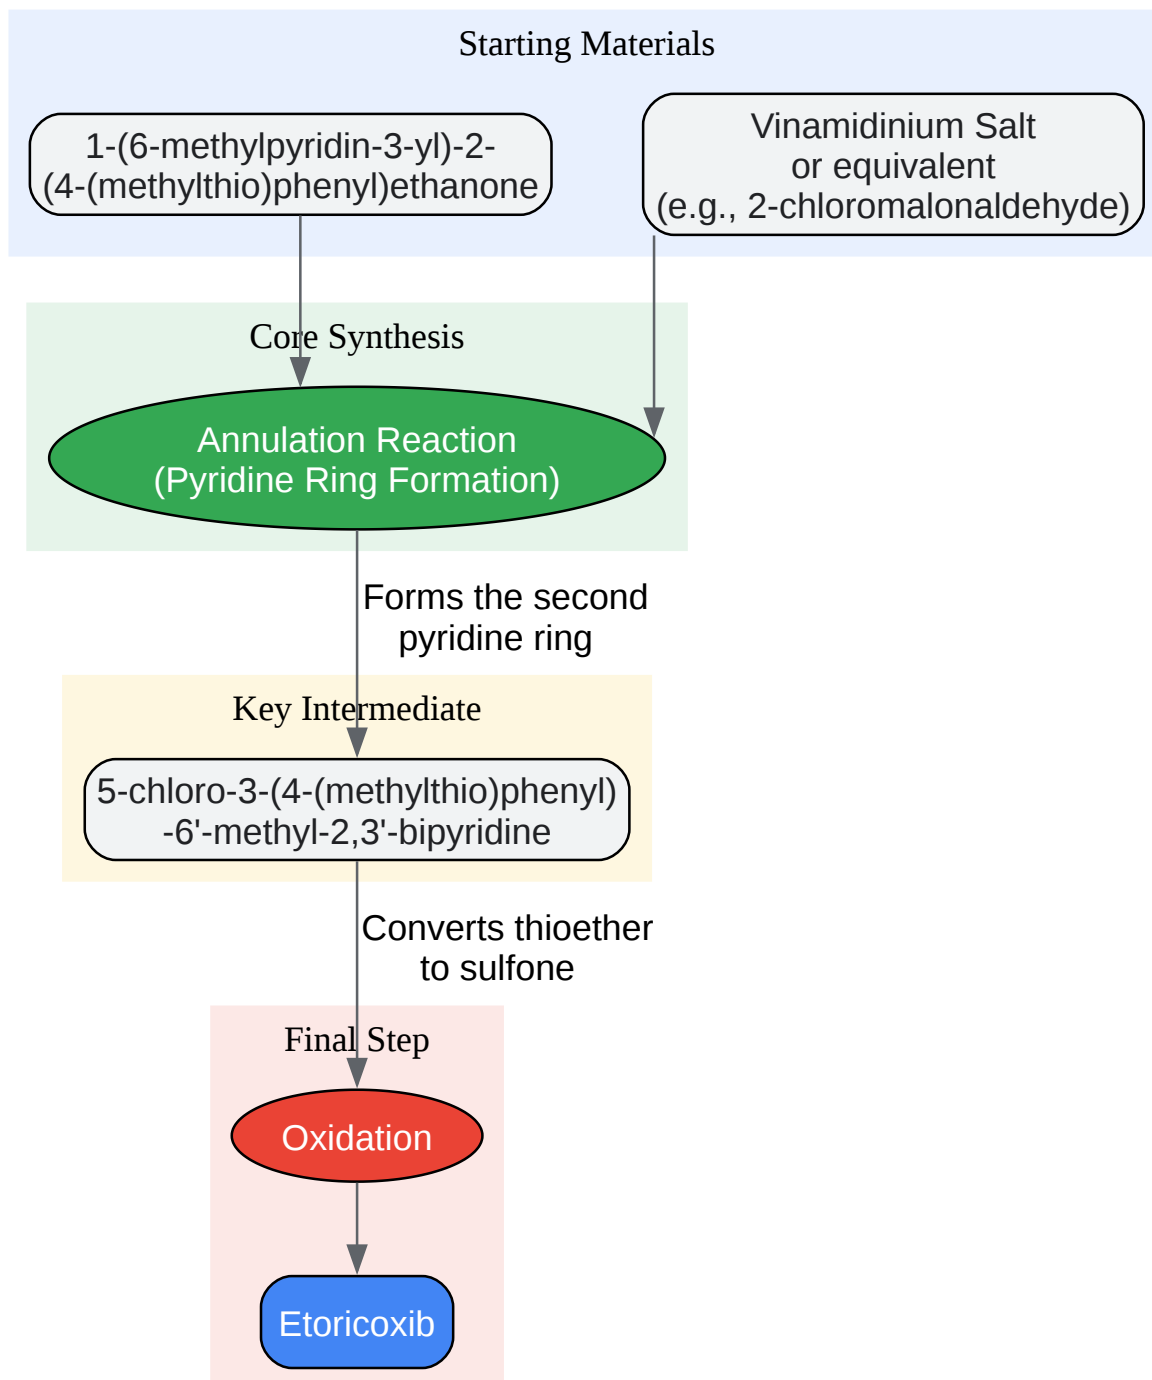 Starting Materials
1-(6-methylpyridin-3-yl)-2-
(4-(methylthio)phenyl)ethanone
Vinamidinium Salt
or equivalent
(e.g., 2-chloromalonaldehyde)
Core Synthesis
Annulation Reaction
(Pyridine Ring Formation)
Forms the second
pyridine ring
Key Intermediate
5-chloro-3-(4-(methylthio)phenyl)
-6'-methyl-2,3'-bipyridine
Converts thioether
to sulfone
Final Step
Oxidation
Etoricoxib